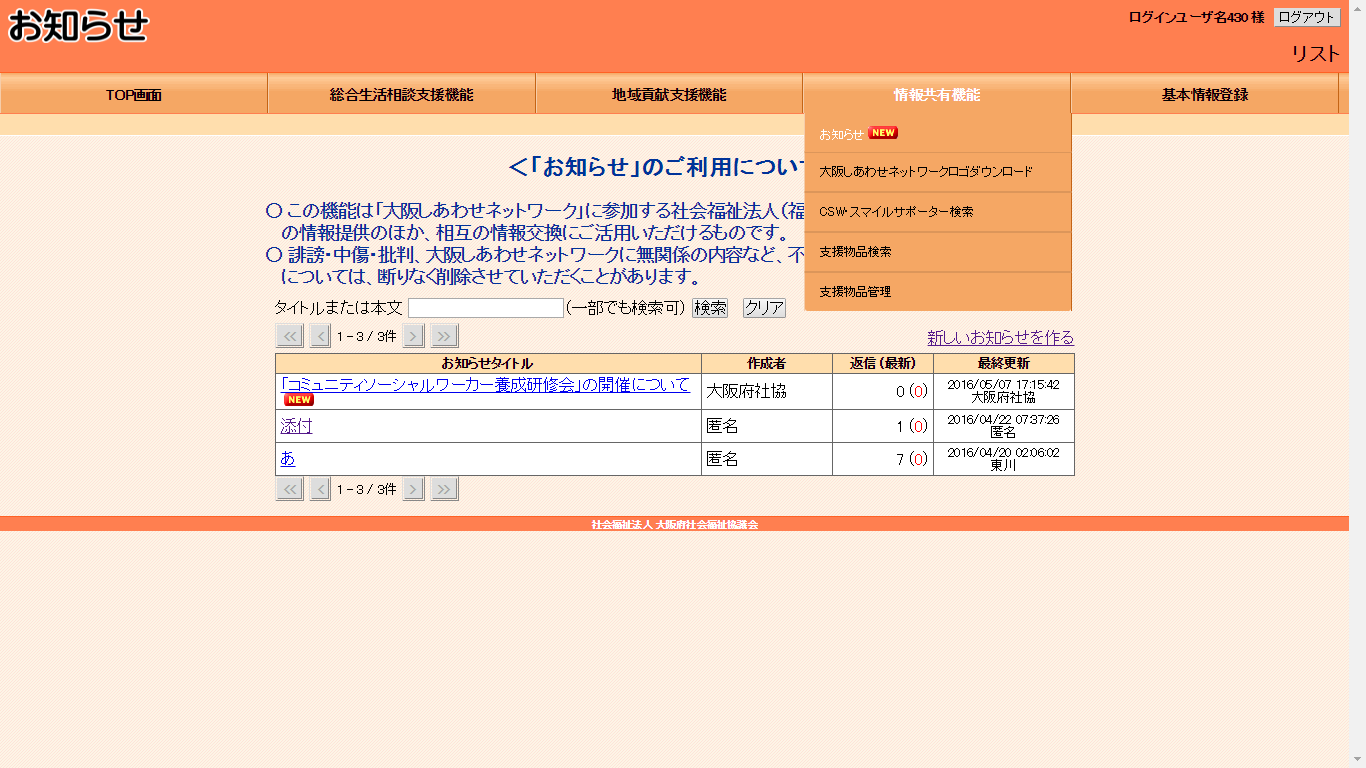 お知らせ
ログインユーザ名430 様 ログアウト
リスト
TOP画面 総合生活相談支援機能 地域貢献支援機能 情報共有機能 基本情報登録
お知らせ NEW
大阪しあわせネットワークロゴダウンロード
CSW・スマイルサポーター検索
支援物品検索
支援物品管理
＜「お知らせ」のご利用につい
○ この機能は「大阪しあわせネットワーク」に参加する社会福祉法人（福
の情報提供のほか、相互の情報交換にご活用いただけるものです。
○ 誹謗・中傷・批判、大阪しあわせネットワークに無関係の内容など、不
については、断りなく削除させていただくことがあります。
タイトルまたは本文 (一部でも検索可) 検索 クリア
<< < 1 - 3 / 3件 > >> 新しいお知らせを作る
お知らせタイトル 作成者 返信 (最新) 最終更新
「コミュニティソーシャルワーカー養成研修会」の開催について NEW 大阪府社協 0 (0) 2016/05/07 17:15:42 大阪府社協
添付 匿名 1 (0) 2016/04/22 07:37:26 匿名
あ 匿名 7 (0) 2016/04/20 02:06:02 東川
<< < 1 - 3 / 3件 > >>
社会福祉法人 大阪府社会福祉協議会